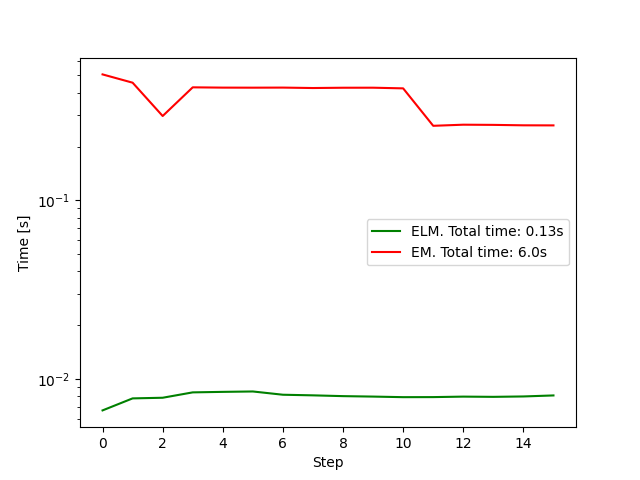 Time [s]
10⁻¹
10⁻²
ELM. Total time: 0.13s
EM. Total time: 6.0s
0 2 4 6 8 10 12 14
Step